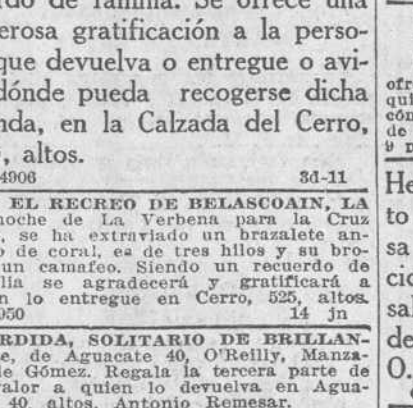 rdo de familia. Se ofrece una
erosa gratificación a la perso-
que devuelva o entregue o avi-
dónde pueda recogerse dicha
nda, en la Calzada del Cerro,
, altos.
4906 3d-11
EL RECREO DE BELASCOAIN, LA
noche de La Verbena para la Cruz
, se ha extraviado un brazalete an-
o de coral, es de tres hilos y su bro-
un camafeo. Siendo un recuerdo de
lia se agradecerá y gratificará a
n lo entregue en Cerro, 525, altos.
950 14 jn
RDIDA, SOLITARIO DE BRILLAN-
e, de Aguacate 40, O'Reilly, Manza-
de Gómez. Regala la tercera parte de
valor a quien lo devuelva en Agua-
40, altos. Antonio Remesar.
ofr
qui
cóm
de
y n
He
to
sa
cic
sal
de
O.